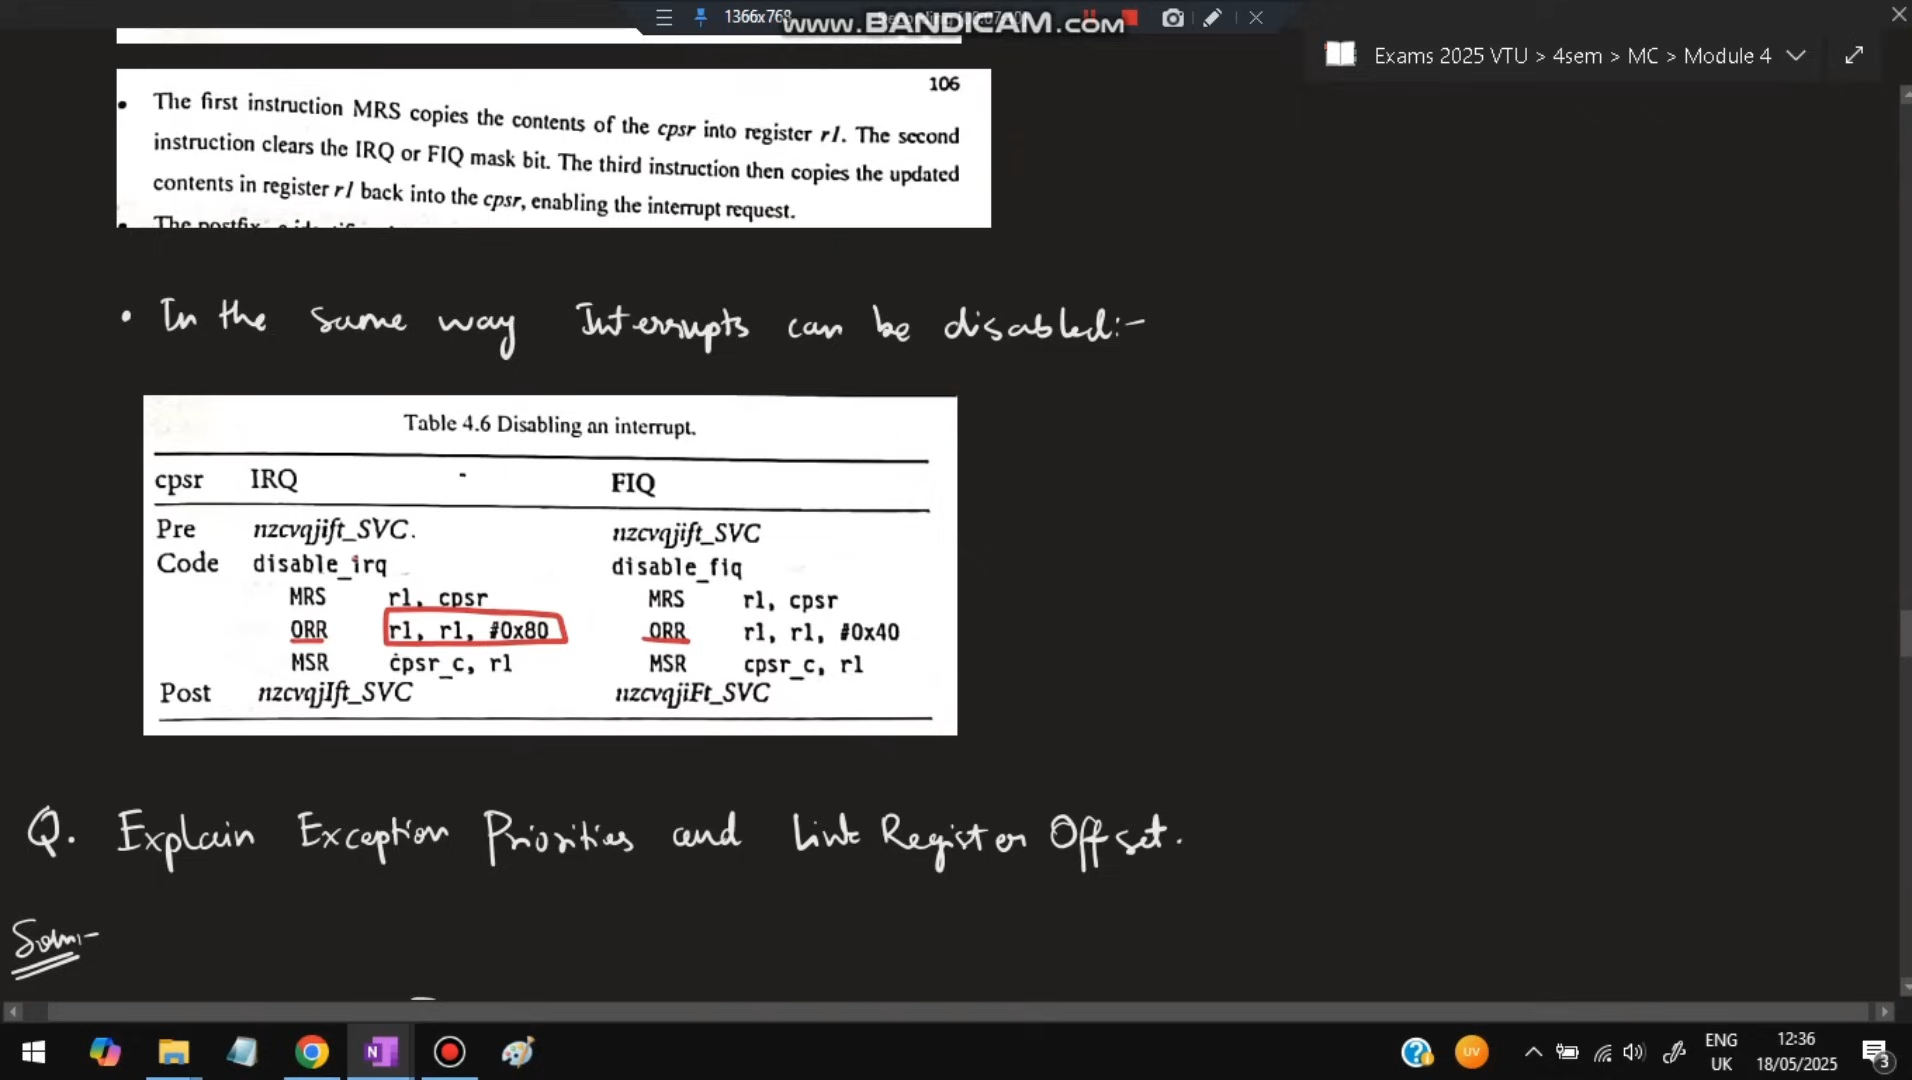 1366x768
www.BANDICAM.com
Exams 2025 VTU > 4sem > MC > Module 4
106
• The first instruction MRS copies the contents of the cpsr into register r1. The second
instruction clears the IRQ or FIQ mask bit. The third instruction then copies the updated
contents in register r1 back into the cpsr, enabling the interrupt request.
• The postfix
• In the same way Interrupts can be disabled:-
Table 4.6 Disabling an interrupt.
cpsr IRQ FIQ
Pre nzcvqjift_SVC. nzcvqjift_SVC
Code disable_irq disable_fiq
MRS r1, cpsr MRS r1, cpsr
ORR r1, r1, #0x80 ORR r1, r1, #0x40
MSR cpsr_c, r1 MSR cpsr_c, r1
Post nzcvqjIft_SVC nzcvqjiFt_SVC
Q. Explain Exception Priorities and Link Register Offset.
Soln:-
N
UV
ENG
UK
12:36
18/05/2025
3